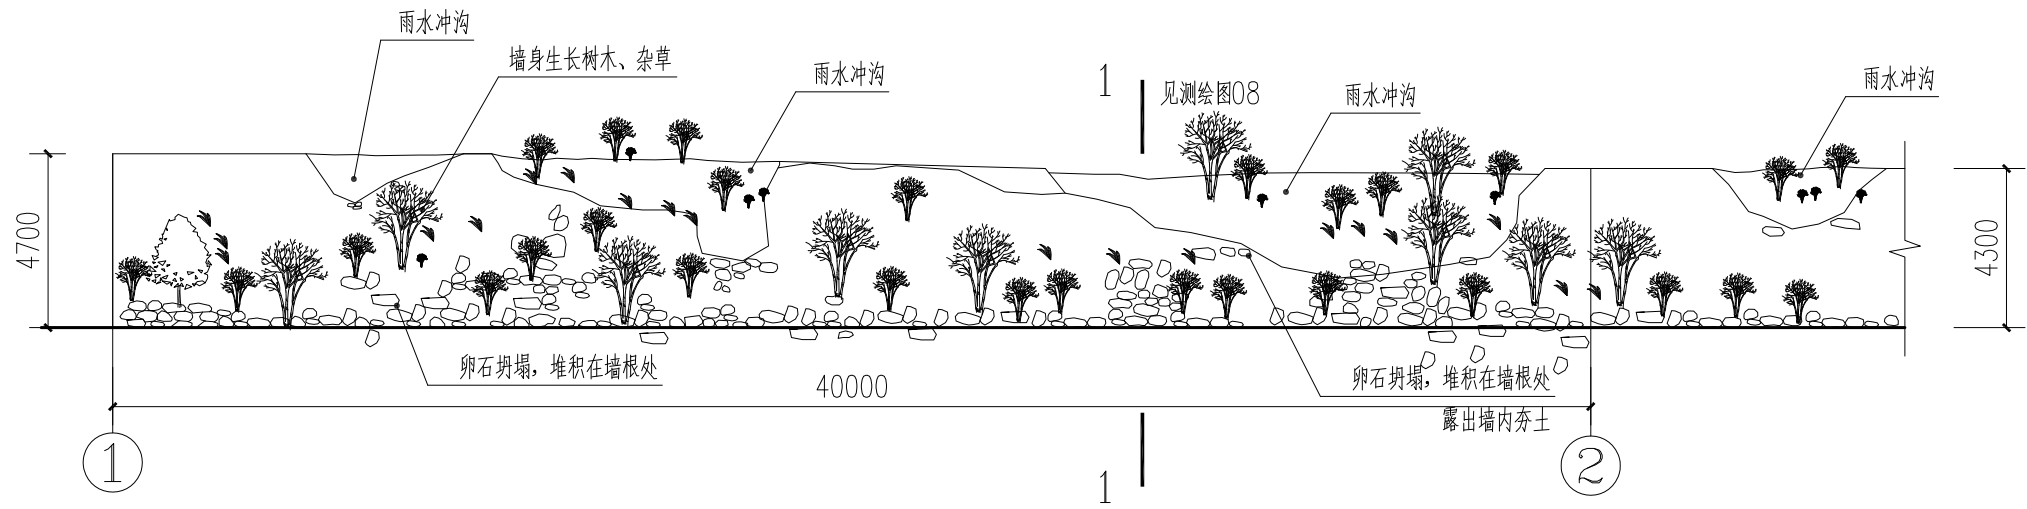 雨水冲沟
墙身生长树木、杂草
雨水冲沟
1
见测绘图08
雨水冲沟
雨水冲沟
4700
4300
卵石坍塌，堆积在墙根处
40000
卵石坍塌，堆积在墙根处
露出墙内夯土
1
2
1